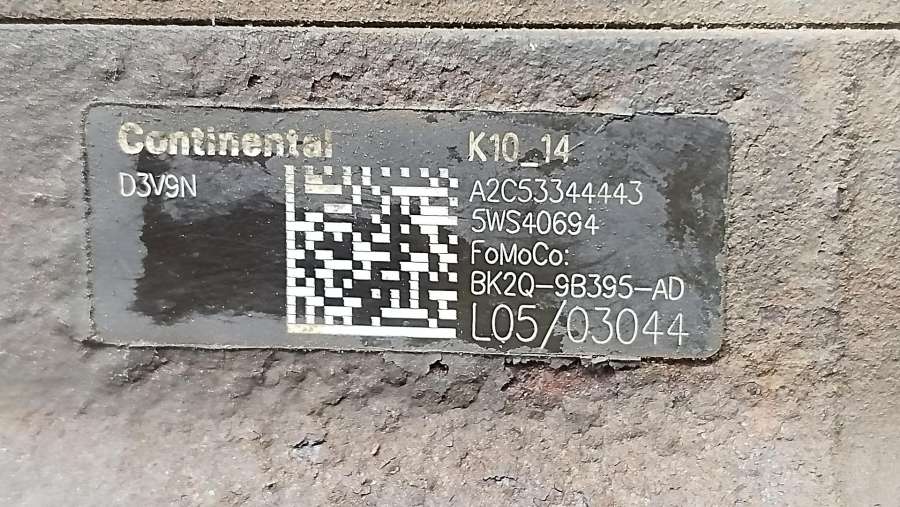 Continental
D3V9N
K10_14
A2C53344443
5WS40694
FoMoCo:
BK2Q-9B395-AD
L05/03044